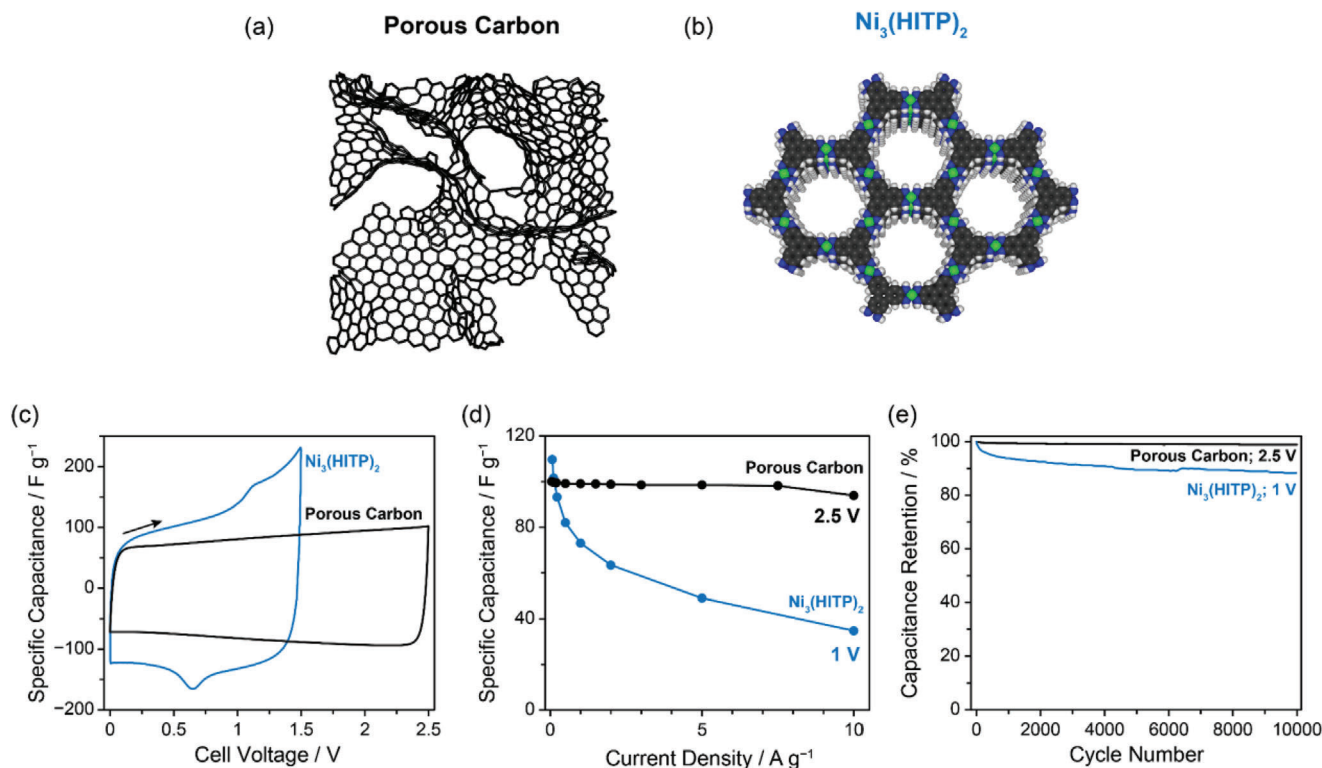 (a) Porous Carbon
(b) Ni₃(HITP)₂
(c)
Specific Capacitance / F g⁻¹
200
100
0
−100
−200
Ni₃(HITP)₂
Porous Carbon
0
0.5
1.0
1.5
2.0
2.5
Cell Voltage / V
(d)
Specific Capacitance / F g⁻¹
120
80
40
0
Porous Carbon
2.5 V
Ni₃(HITP)₂
1 V
0
5
10
Current Density / A g⁻¹
(e)
Capacitance Retention / %
100
80
60
40
20
0
Porous Carbon; 2.5 V
Ni₃(HITP)₂; 1 V
0
2000
4000
6000
8000
10000
Cycle Number